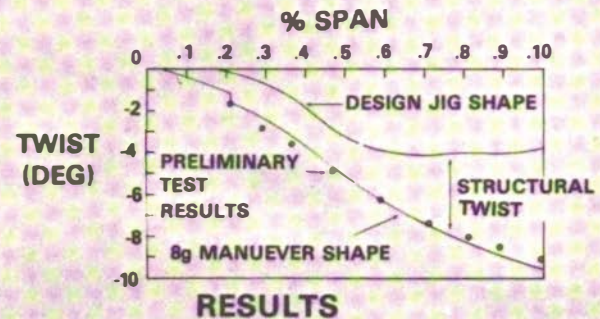 % SPAN
0 .1 .2 .3 .4 .5 .6 .7 .8 .9 .10
-2
DESIGN JIG SHAPE
TWIST
(DEG)
-4
PRELIMINARY
TEST
RESULTS
STRUCTURAL
TWIST
-6
-8
8g MANUEVER SHAPE
-10
RESULTS